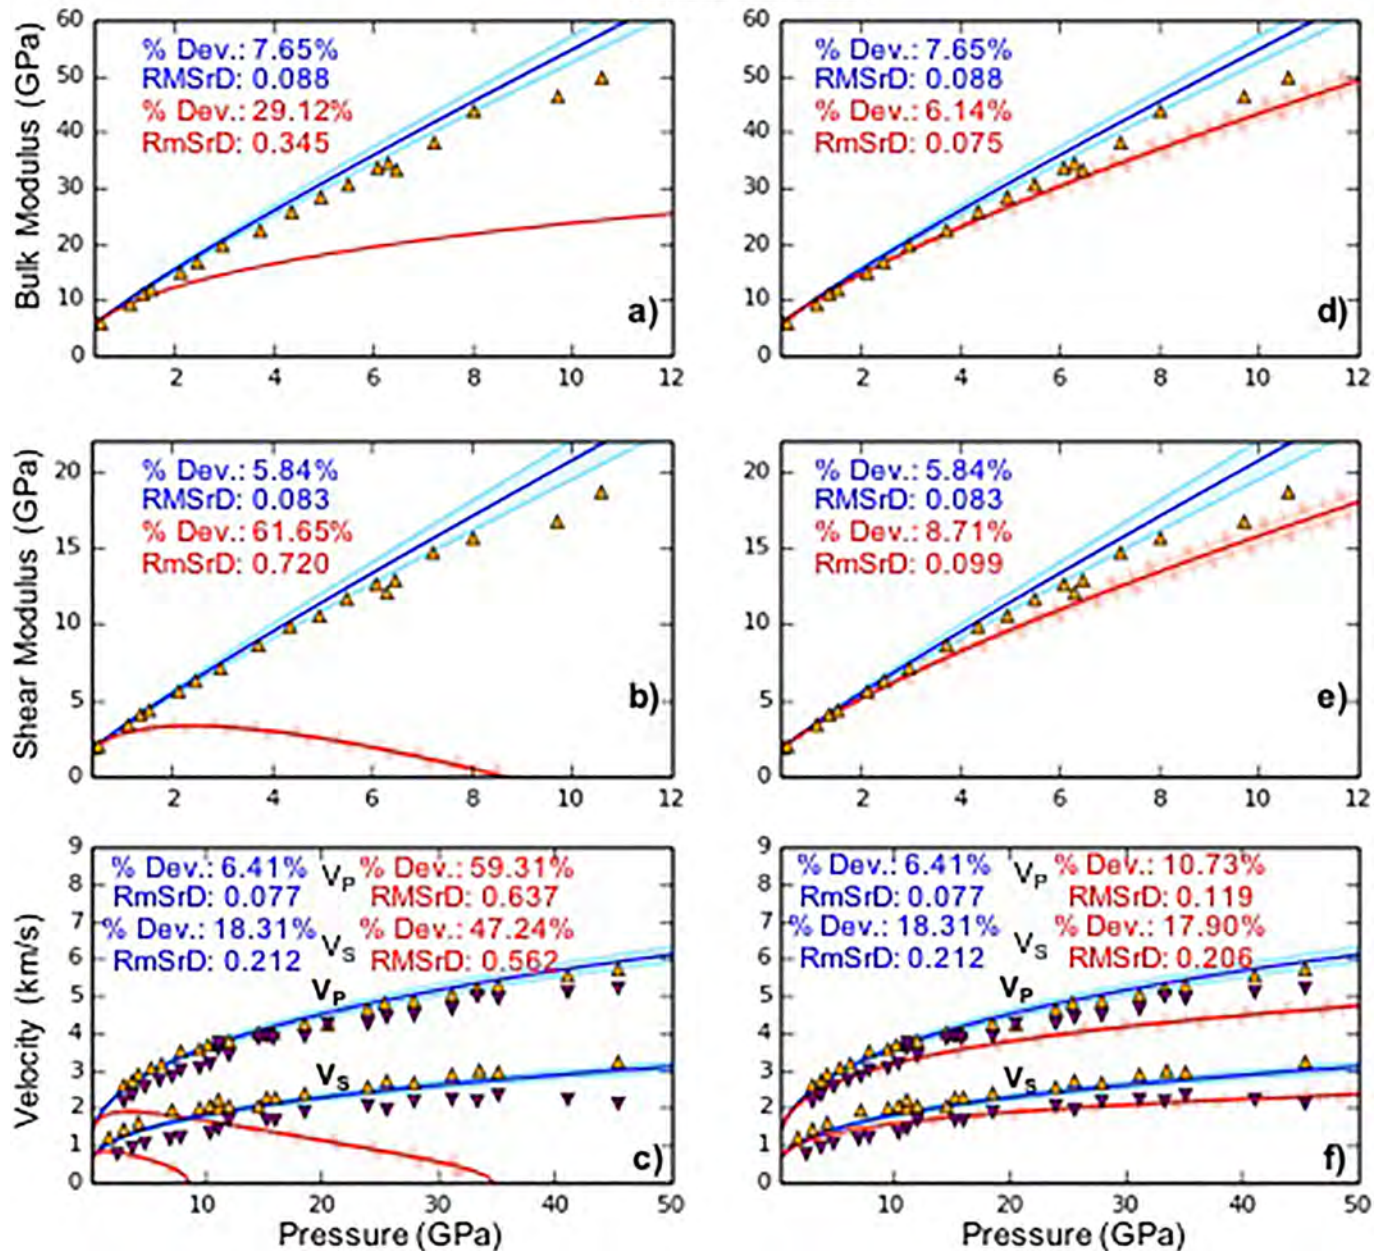 Bulk Modulus (GPa)
60
50
40
30
20
10
0
% Dev.: 7.65%
RMSrD: 0.088
% Dev.: 29.12%
RmSrD: 0.345
a)
2 4 6 8 10 12
60
50
40
30
20
10
0
% Dev.: 7.65%
RMSrD: 0.088
% Dev.: 6.14%
RmSrD: 0.075
d)
2 4 6 8 10 12
Shear Modulus (GPa)
20
15
10
5
0
% Dev.: 5.84%
RMSrD: 0.083
% Dev.: 61.65%
RmSrD: 0.720
b)
2 4 6 8 10 12
20
15
10
5
0
% Dev.: 5.84%
RMSrD: 0.083
% Dev.: 8.71%
RmSrD: 0.099
e)
2 4 6 8 10 12
Velocity (km/s)
9
8
7
6
5
4
3
2
1
0
% Dev.: 6.41% VP % Dev.: 59.31%
RmSrD: 0.077 RMSrD: 0.637
% Dev.: 18.31% VS % Dev.: 47.24%
RmSrD: 0.212 RMSrD: 0.562
VP
VS
c)
10 20 30 40 50
Pressure (GPa)
9
8
7
6
5
4
3
2
1
0
% Dev.: 6.41% VP % Dev.: 10.73%
RmSrD: 0.077 RMSrD: 0.119
% Dev.: 18.31% VS % Dev.: 17.90%
RmSrD: 0.212 RMSrD: 0.206
VP
VS
f)
10 20 30 40 50
Pressure (GPa)